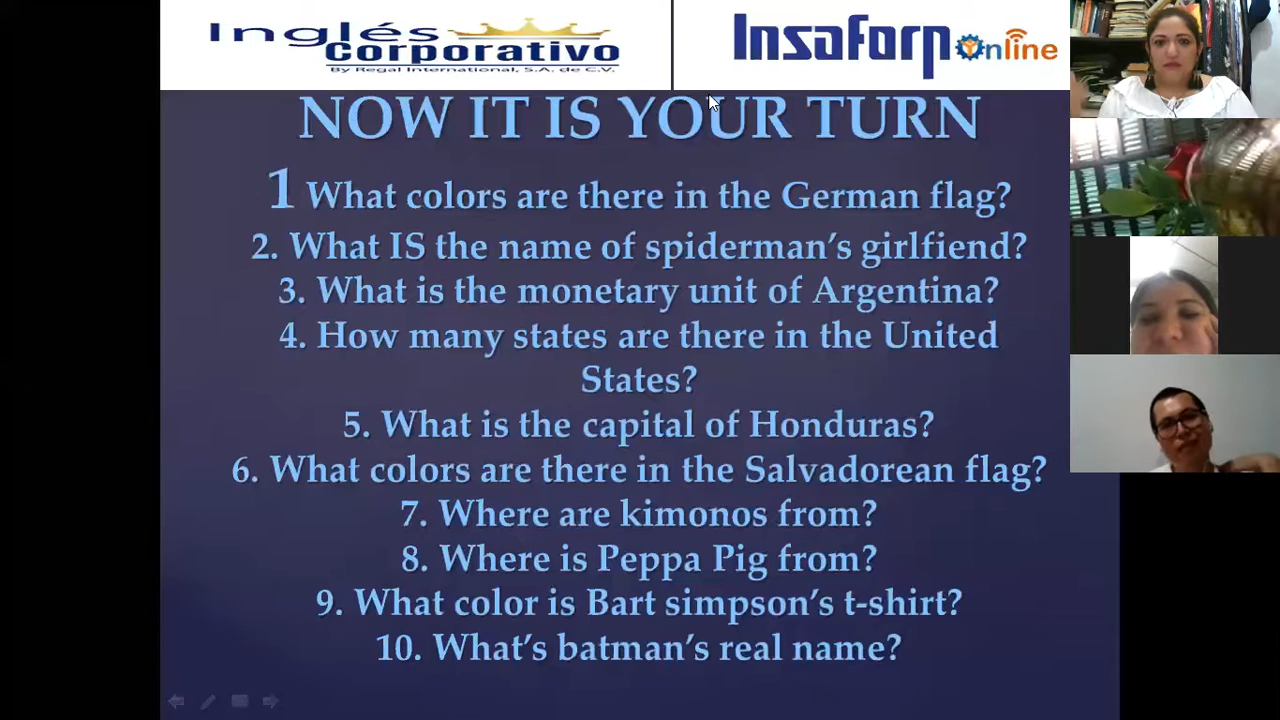 Inglés
Corporativo
By Regal International, S.A. de C.V.
Insaforp Online
NOW IT IS YOUR TURN
1 What colors are there in the German flag?
2. What IS the name of spiderman's girlfiend?
3. What is the monetary unit of Argentina?
4. How many states are there in the United
States?
5. What is the capital of Honduras?
6. What colors are there in the Salvadorean flag?
7. Where are kimonos from?
8. Where is Peppa Pig from?
9. What color is Bart simpson's t-shirt?
10. What's batman's real name?